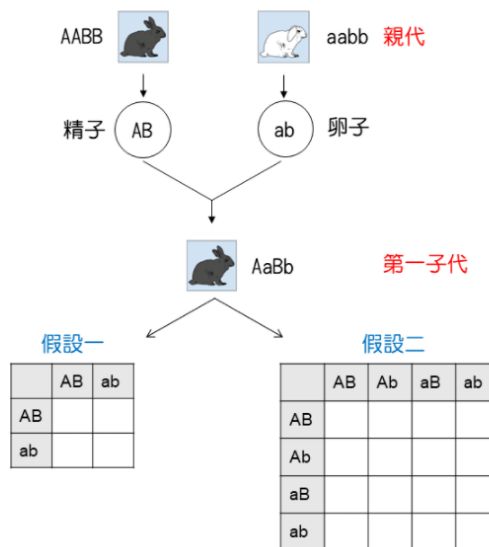 AABB aabb 親代
精子 AB ab 卵子
AaBb 第一子代
假設一 假設二
AB ab
AB
ab
AB Ab aB ab
AB
Ab
aB
ab